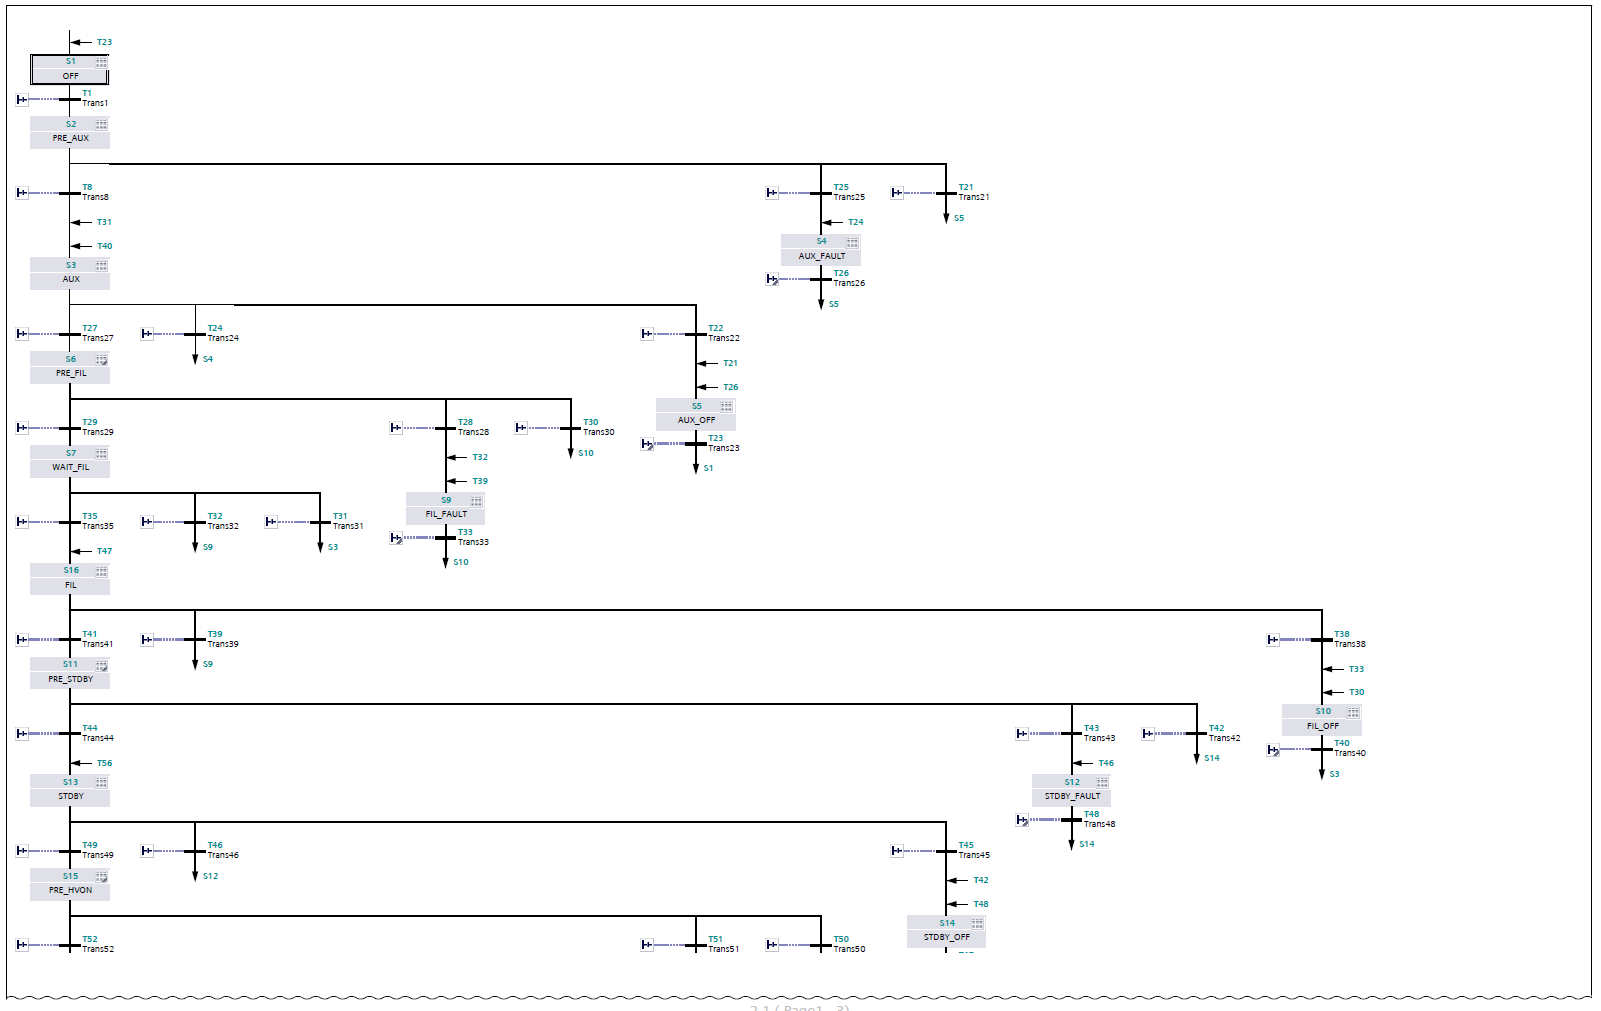 T23
S1
OFF
T1
Trans1
S2
PRE_AUX
T8
Trans8
T25
Trans25
T21
Trans21
T31
T24
S5
T40
S4
AUX_FAULT
S3
AUX
T26
Trans26
S5
T27
Trans27
T24
Trans24
T22
Trans22
S6
PRE_FIL
S4
T21
T26
S5
AUX_OFF
T29
Trans29
T28
Trans28
T30
Trans30
T23
Trans23
S7
WAIT_FIL
T32
S10
S1
T39
S9
FIL_FAULT
T35
Trans35
T32
Trans32
T31
Trans31
T33
Trans33
T47
S9
S3
S10
S16
FIL
T41
Trans41
T39
Trans39
T38
Trans38
S11
PRE_STDBY
S9
T33
T30
S10
FIL_OFF
T44
Trans44
T43
Trans43
T42
Trans42
T40
Trans40
T56
T46
S14
S3
S13
STDBY
S12
STDBY_FAULT
T48
Trans48
S14
T49
Trans49
T46
Trans46
T45
Trans45
S15
PRE_HVON
S12
T42
T48
S14
STDBY_OFF
T52
Trans52
T51
Trans51
T50
Trans50